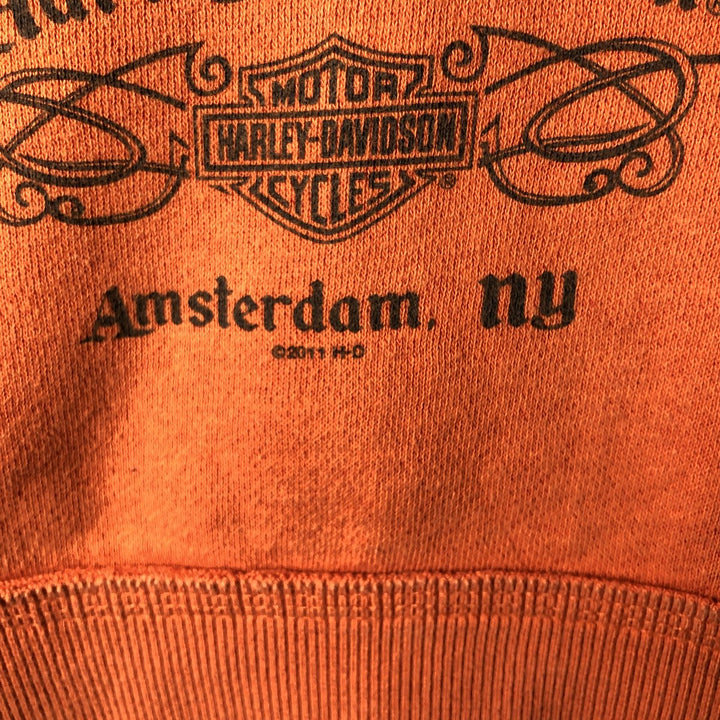 MOTOR
HARLEY-DAVIDSON
CYCLES®
Amsterdam, NY
©2011 H-D